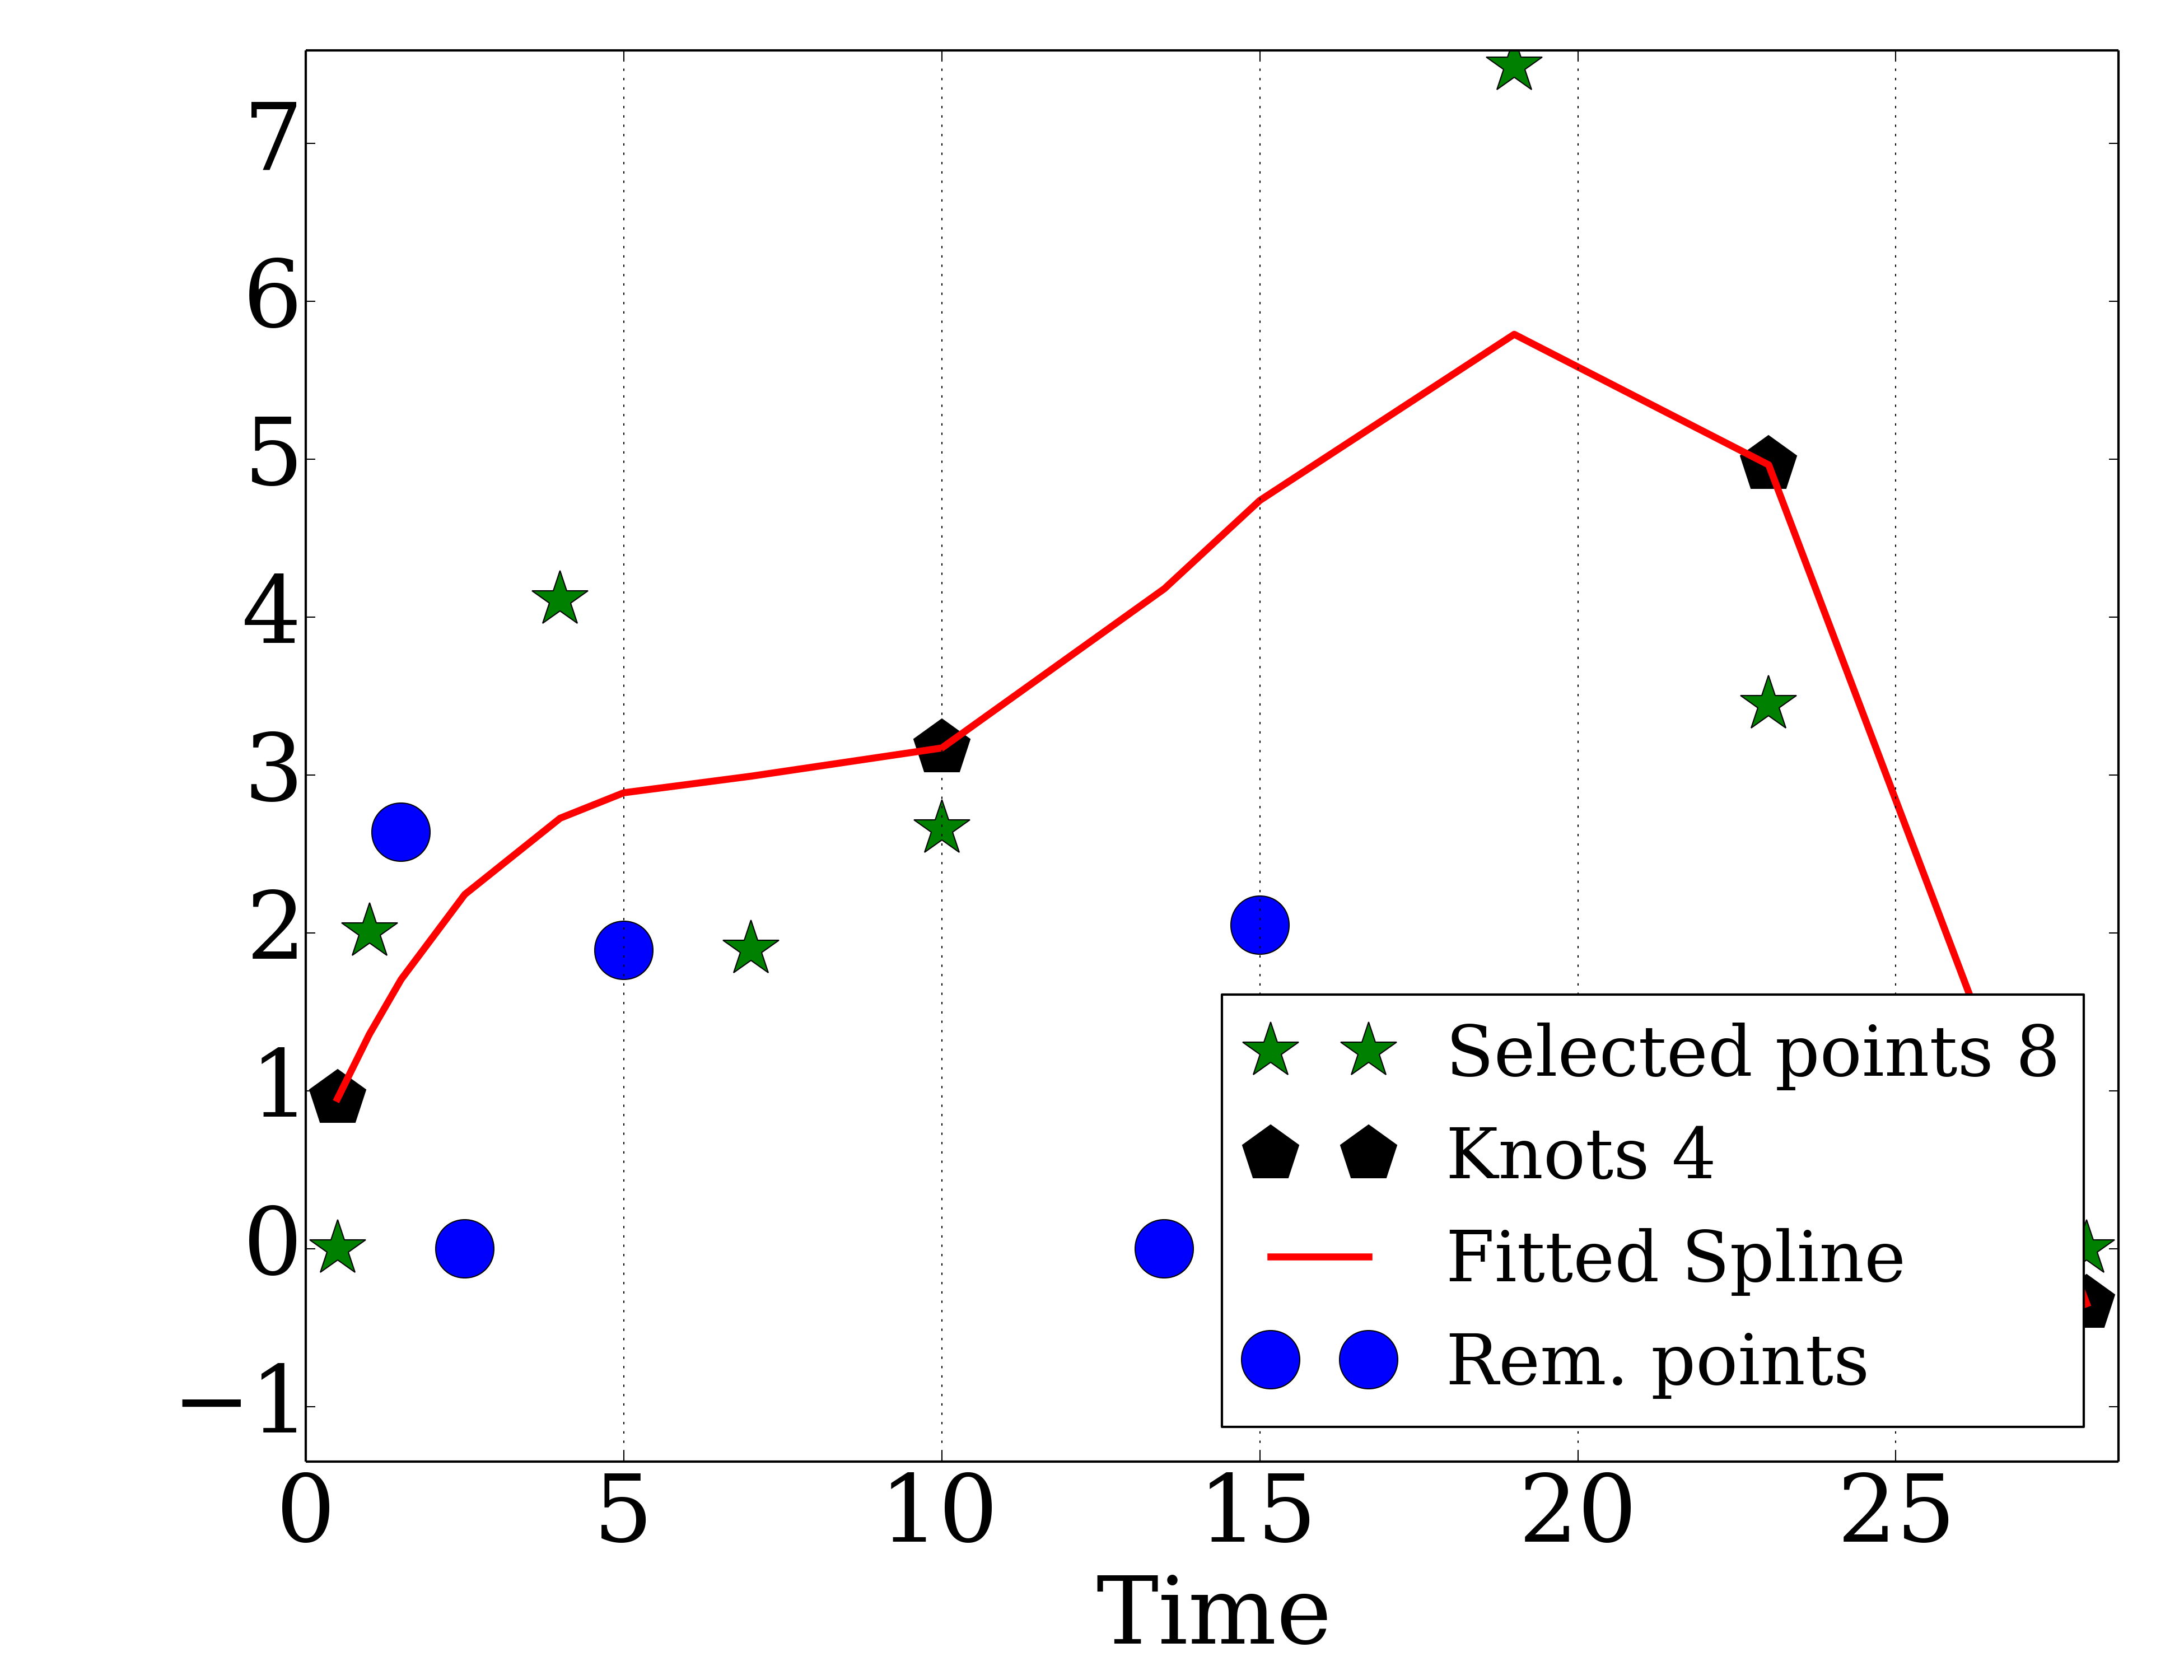 7
6
5
4
3
2
1
0
−1
Selected points 8
Knots 4
Fitted Spline
Rem. points
0 5 10 15 20 25
Time